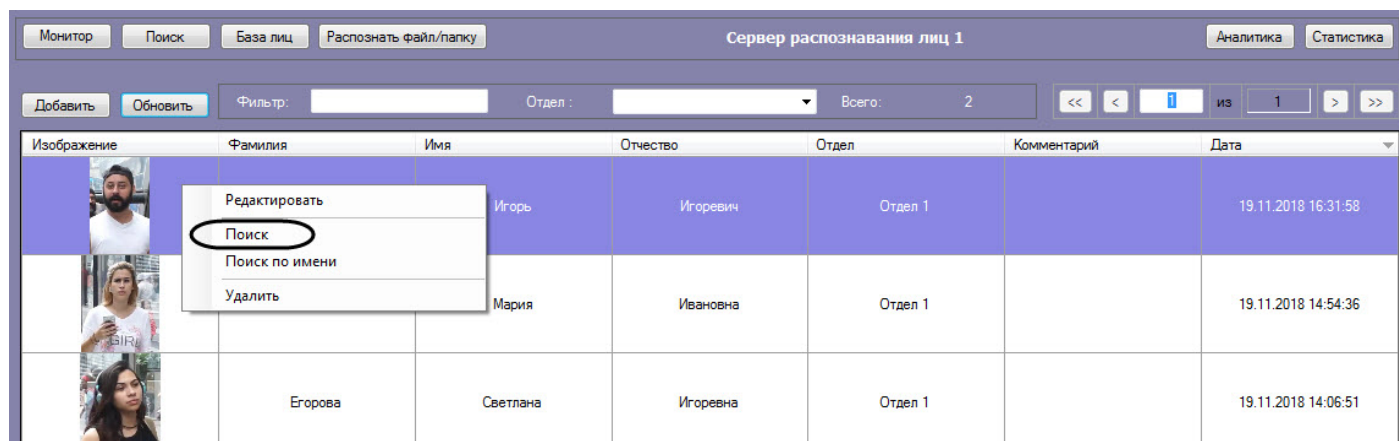 Монитор Поиск База лиц Распознать файл/папку Сервер распознавания лиц 1 Аналитика Статистика
Добавить Обновить Фильтр: Отдел : Всего: 2 << < 1 из 1 > >>
Изображение Фамилия Имя Отчество Отдел Комментарий Дата
Редактировать
Игорь Игоревич Отдел 1 19.11.2018 16:31:58
Поиск
Поиск по имени
Удалить
Мария Ивановна Отдел 1 19.11.2018 14:54:36
GIRL
Егорова Светлана Игоревна Отдел 1 19.11.2018 14:06:51